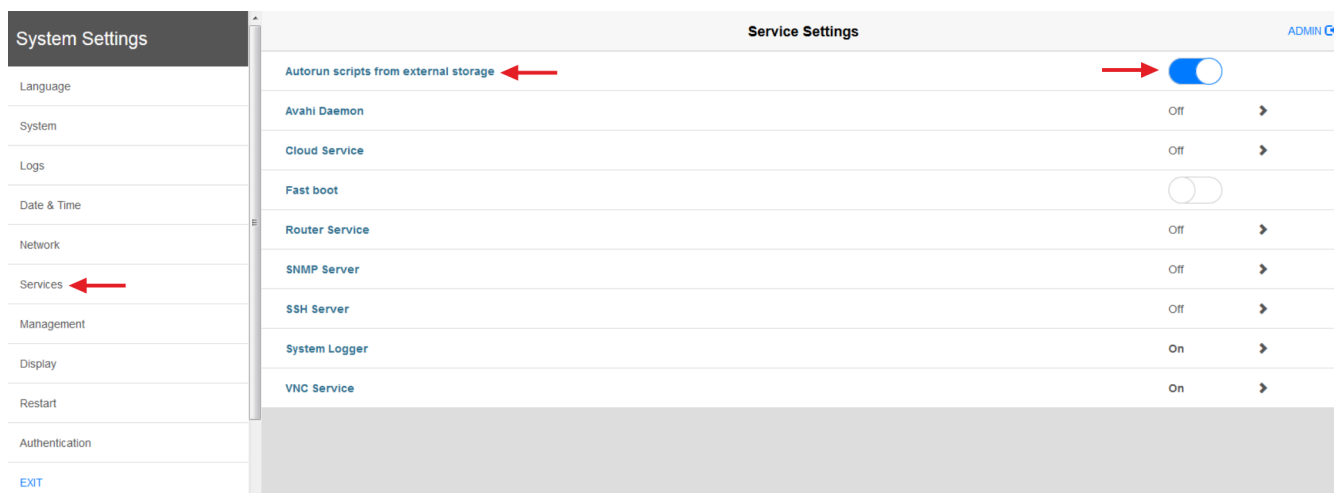 System Settings
Language
System
Logs
Date & Time
Network
Services
Management
Display
Restart
Authentication
EXIT
Service Settings
ADMIN
Autorun scripts from external storage
Avahi Daemon Off
Cloud Service Off
Fast boot
Router Service Off
SNMP Server Off
SSH Server Off
System Logger On
VNC Service On